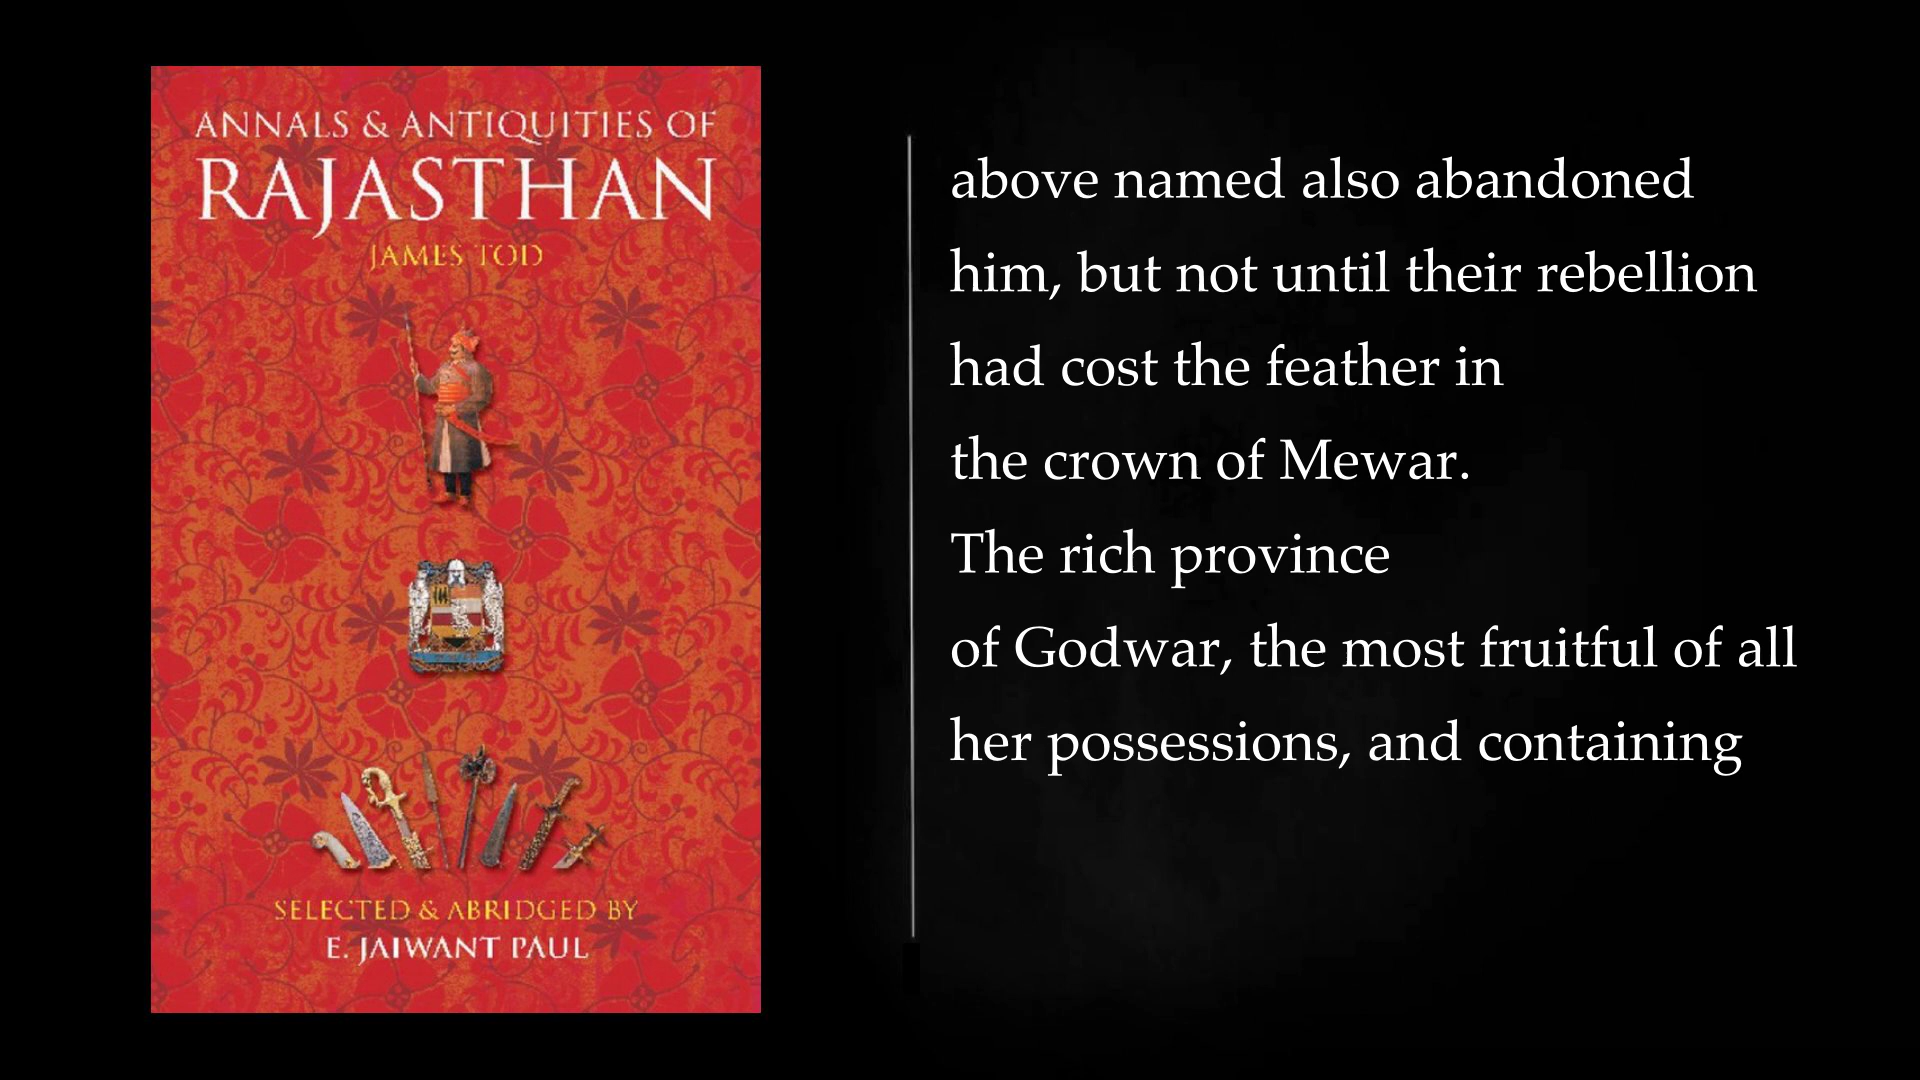 ANNALS & ANTIQUITIES OF
RAJASTHAN
JAMES TOD
SELECTED & ABRIDGED BY
E. JAIWANT PAUL
above named also abandoned
him, but not until their rebellion
had cost the feather in
the crown of Mewar.
The rich province
of Godwar, the most fruitful of all
her possessions, and containing